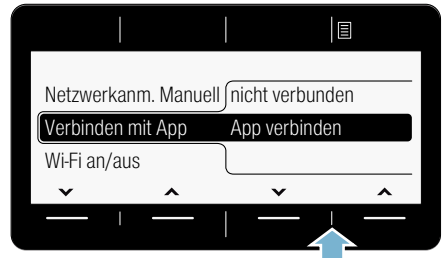 Netzwerkanm. Manuell nicht verbunden
Verbinden mit App App verbinden
Wi-Fi an/aus